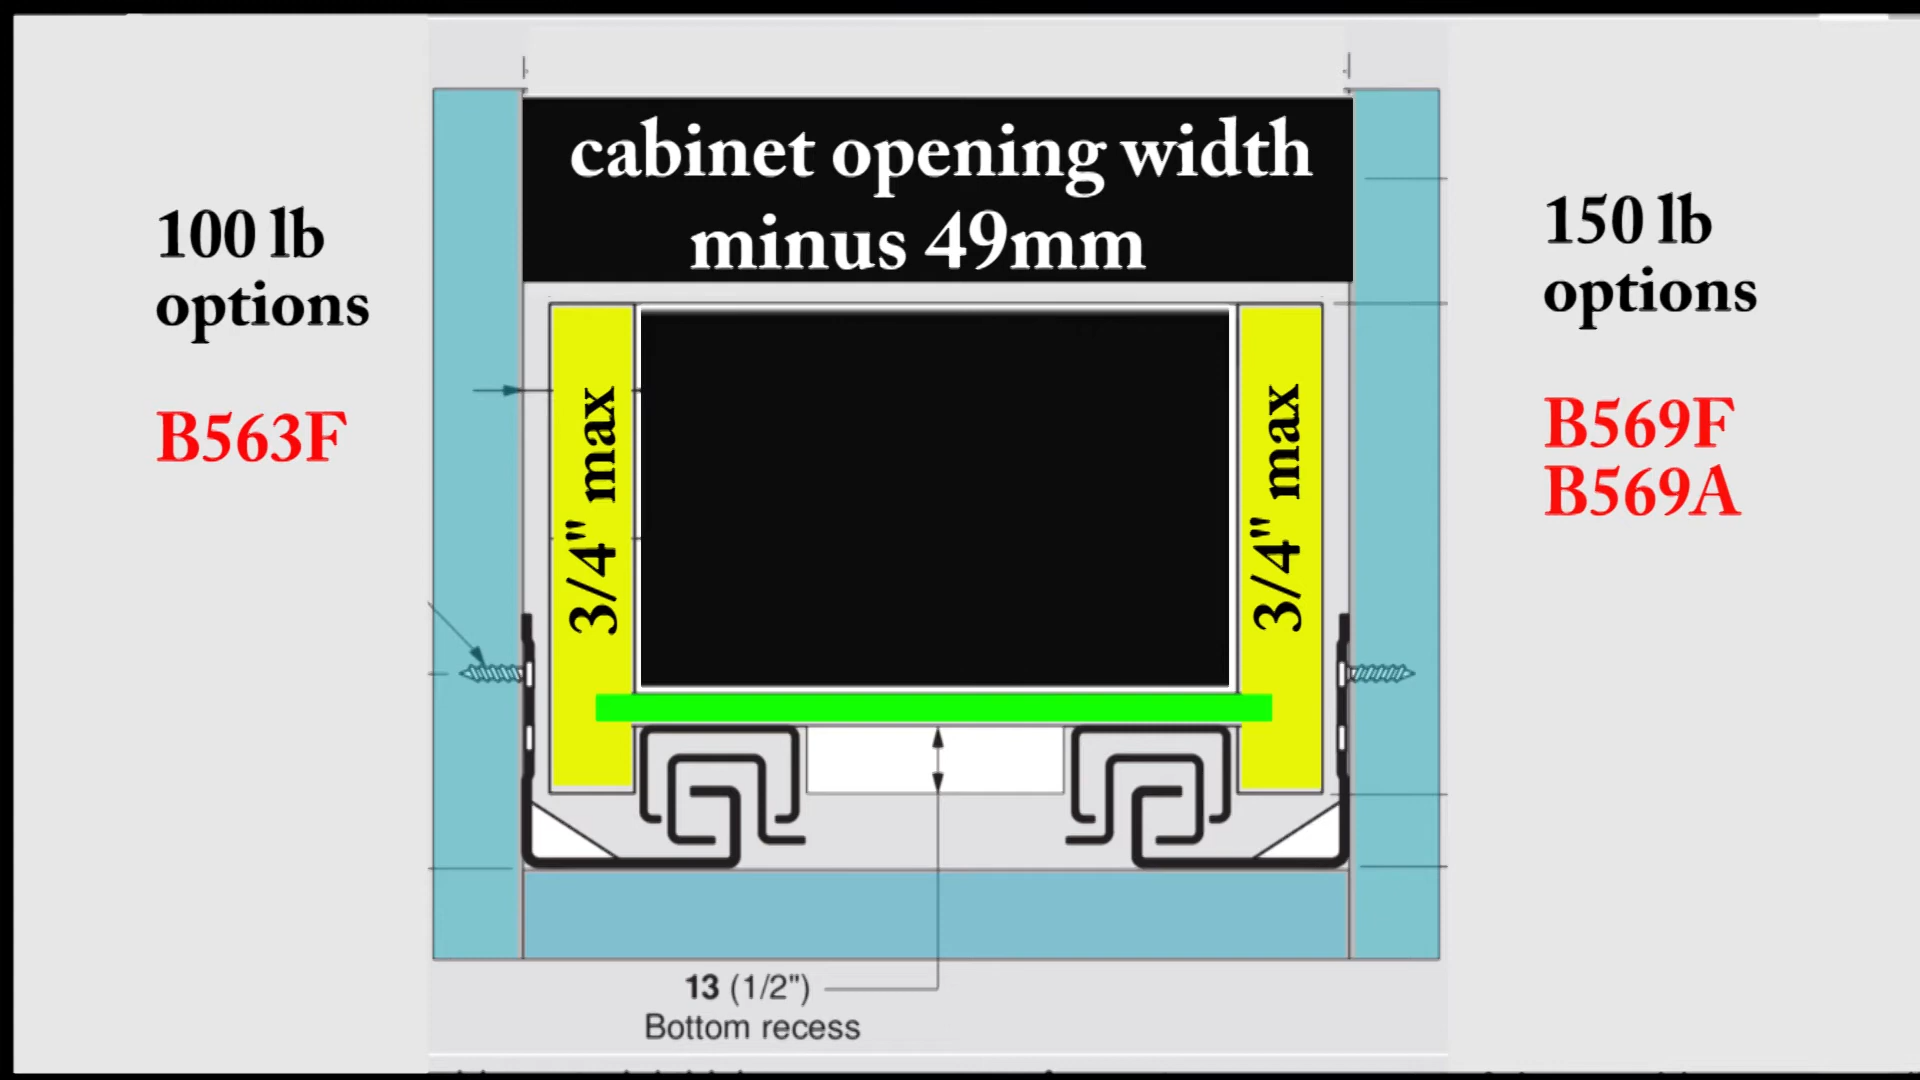 cabinet opening width
minus 49mm
100 lb
options
B563F
3/4" max
3/4" max
150 lb
options
B569F
B569A
13 (1/2")
Bottom recess